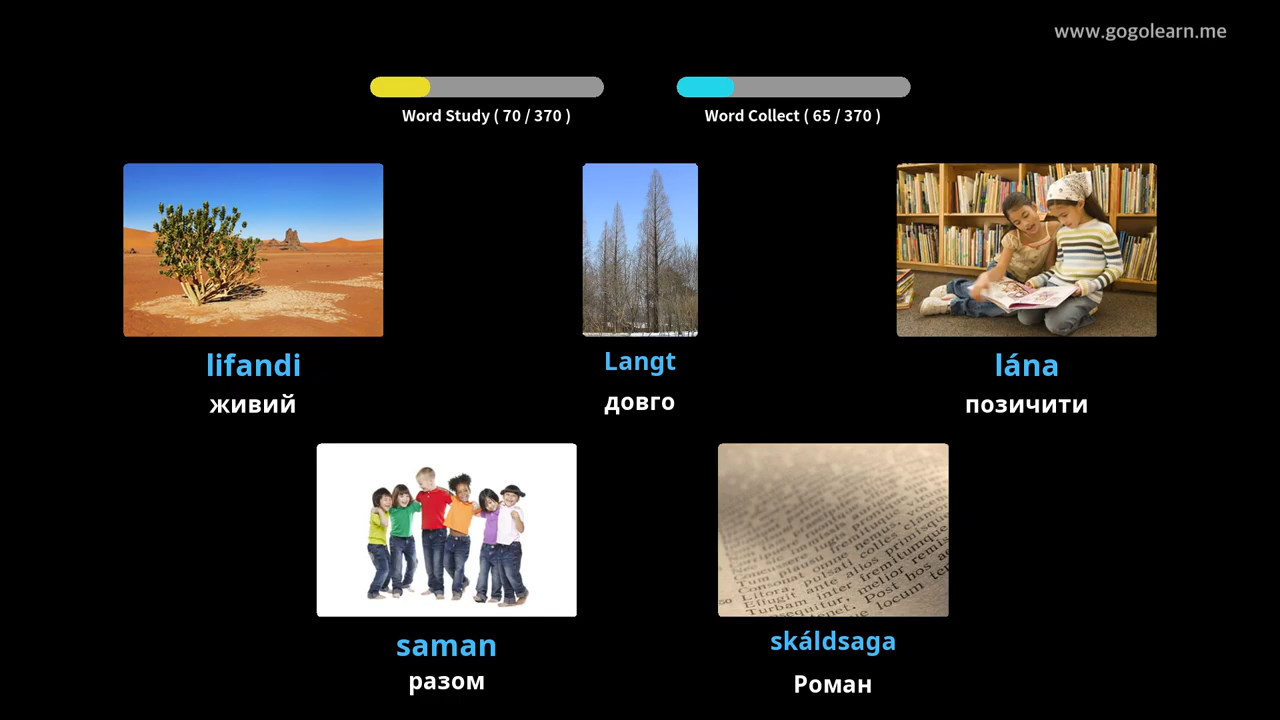 www.gogolearn.me
Word Study ( 70 / 370 )
Word Collect ( 65 / 370 )
lifandi
живий
Langt
довго
lána
позичити
saman
разом
skáldsaga
Роман